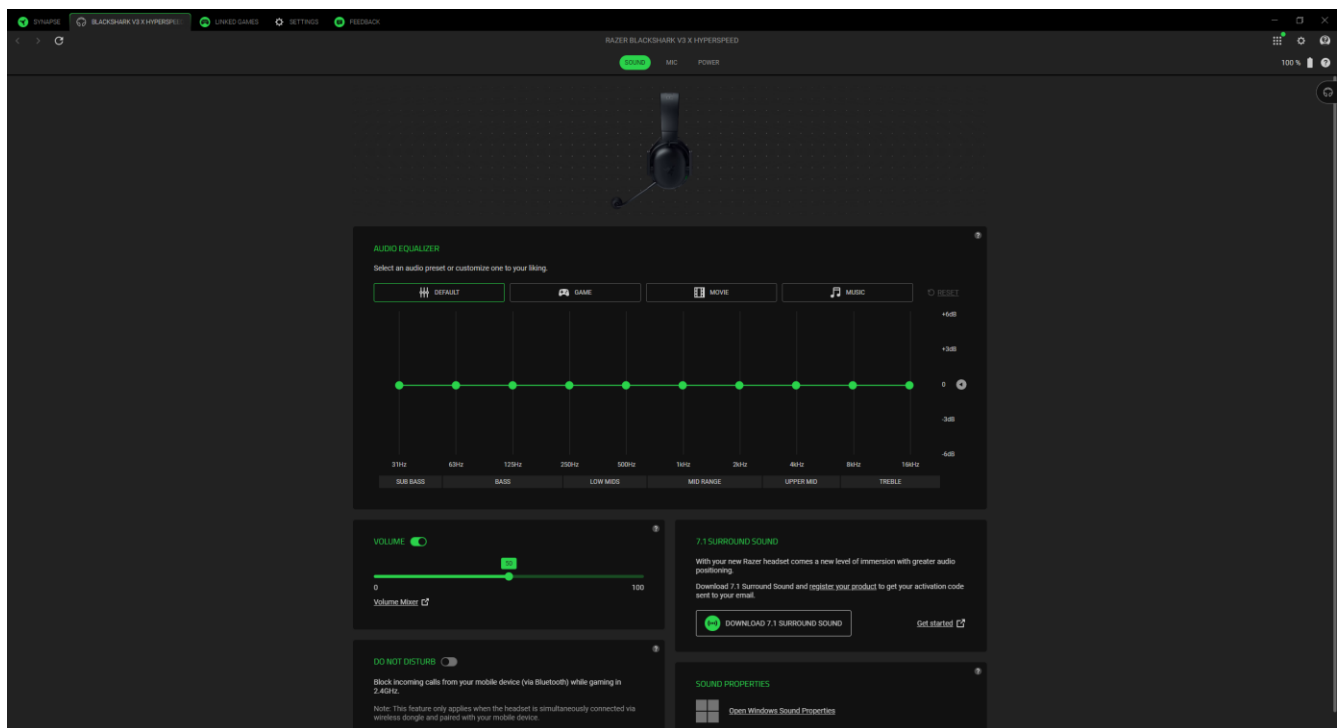 SYNAPSE
BLACKSHARK V3 X HYPERSPEED
LINKED GAMES
SETTINGS
FEEDBACK
RAZER BLACKSHARK V3 X HYPERSPEED
SOUND
MIC
POWER
100 %
AUDIO EQUALIZER
Select an audio preset or customize one to your liking.
DEFAULT
GAME
MOVIE
MUSIC
RESET
+6dB
+3dB
0
-3dB
-6dB
31Hz
63Hz
125Hz
250Hz
500Hz
1kHz
2kHz
4kHz
8kHz
16kHz
SUB BASS
BASS
LOW MIDS
MID RANGE
UPPER MID
TREBLE
VOLUME
50
0
100
Volume Mixer
7.1 SURROUND SOUND
With your new Razer headset comes a new level of immersion with greater audio
positioning.
Download 7.1 Surround Sound and register your product to get your activation code
sent to your email.
DOWNLOAD 7.1 SURROUND SOUND
Get started
DO NOT DISTURB
Block incoming calls from your mobile device (via Bluetooth) while gaming in
2.4GHz.
Note: This feature only applies when the headset is simultaneously connected via
wireless dongle and paired with your mobile device.
SOUND PROPERTIES
Open Windows Sound Properties